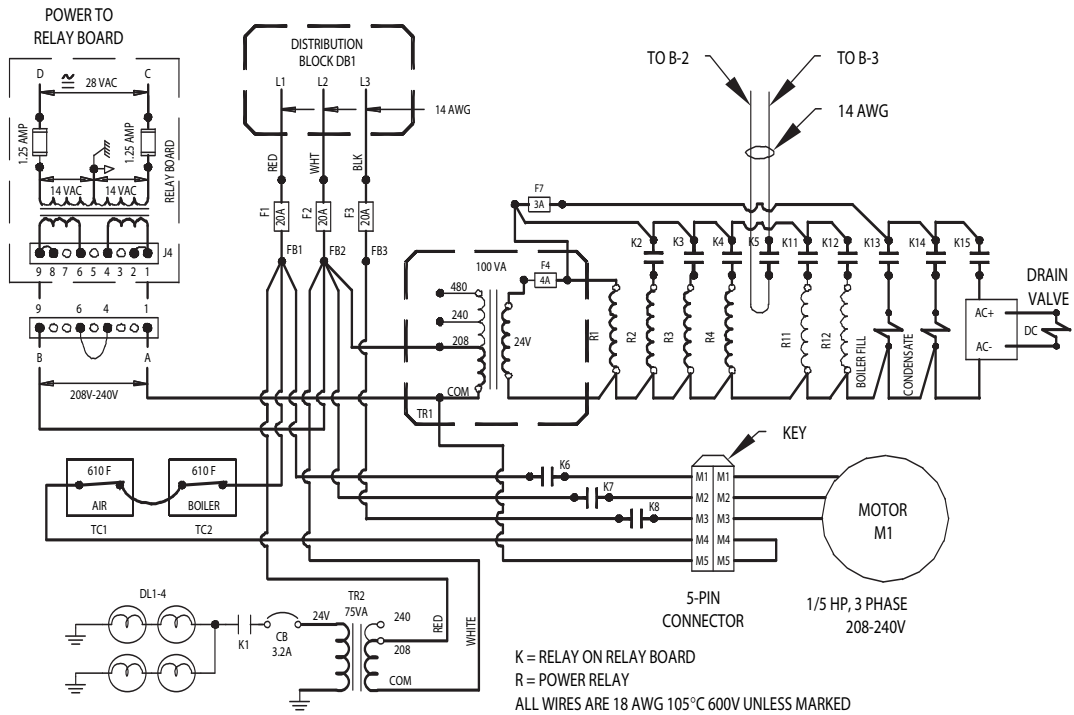 POWER TO
RELAY BOARD
D
C
28 VAC
1.25 AMP
1.25 AMP
RELAY BOARD
14 VAC
14 VAC
J4
9 8 7 6 5 4 3 2 1
9
1
9
6
4
1
B
A
208V-240V
DISTRIBUTION
BLOCK DB1
L1
L2
L3
14 AWG
RED
WHT
BLK
F1
20A
F2
20A
F3
20A
FB1
FB2
FB3
TO B-2
TO B-3
14 AWG
F7
3A
K2
K3
K4
K5
K11
K12
K13
K14
K15
100 VA
F4
4A
480
240
208
24V
COM
TR1
R1
R2
R3
R4
R11
R12
BOILER FILL
CONDENSATE
DRAIN
VALVE
AC+
DC
AC-
KEY
K6
K7
K8
M1 M1
M2 M2
M3 M3
M4 M4
M5 M5
5-PIN
CONNECTOR
MOTOR
M1
1/5 HP, 3 PHASE
208-240V
610 F
AIR
TC1
610 F
BOILER
TC2
DL1-4
K1
CB
3.2A
24V
TR2
75VA
240
208
COM
RED
WHITE
K = RELAY ON RELAY BOARD
R = POWER RELAY
ALL WIRES ARE 18 AWG 105°C 600V UNLESS MARKED